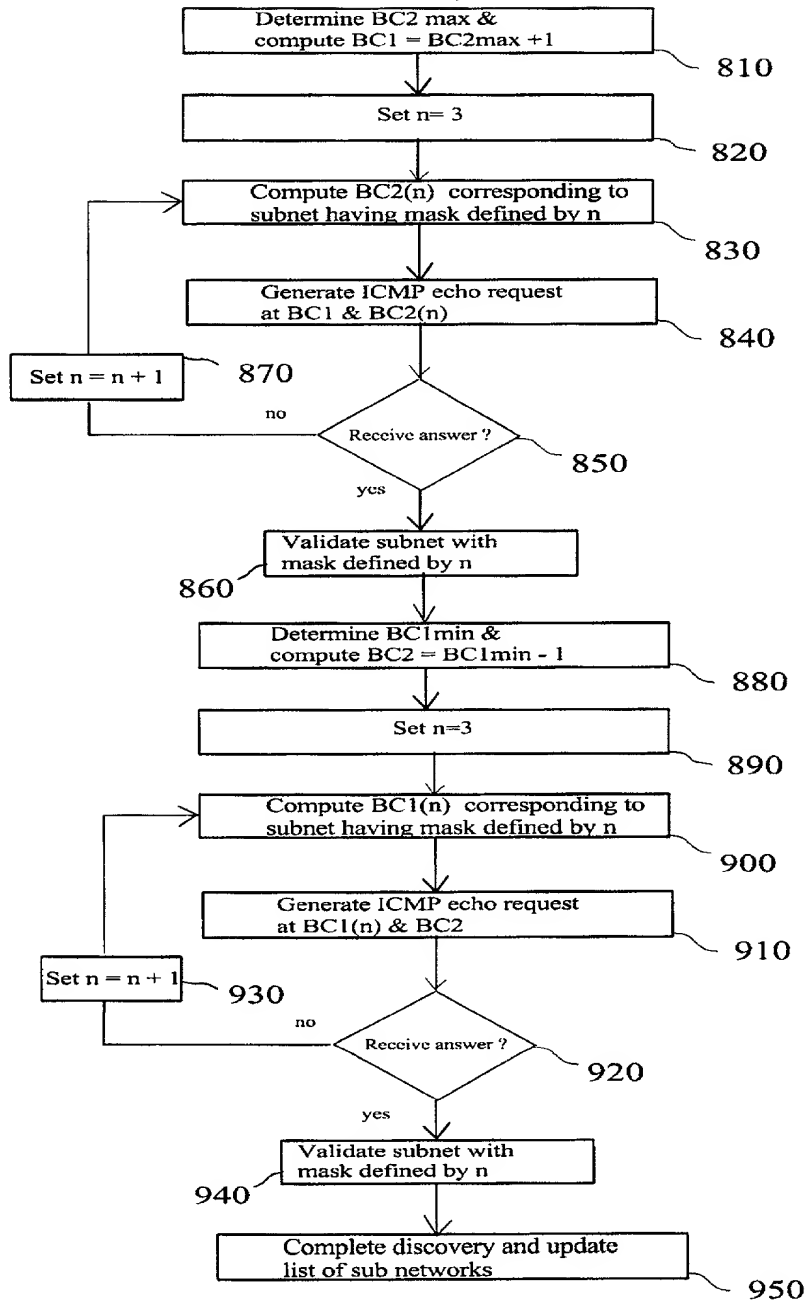 Determine BC2 max &
compute BC1 = BC2max +1
810
Set n= 3
820
Compute BC2(n) corresponding to
subnet having mask defined by n
830
Generate ICMP echo request
at BC1 & BC2(n)
840
Set n = n + 1
870
no
Receive answer ?
850
yes
Validate subnet with
mask defined by n
860
Determine BC1min &
compute BC2 = BC1min - 1
880
Set n=3
890
Compute BC1(n) corresponding to
subnet having mask defined by n
900
Generate ICMP echo request
at BC1(n) & BC2
910
Set n = n + 1
930
no
Receive answer ?
920
yes
Validate subnet with
mask defined by n
940
Complete discovery and update
list of sub networks
950